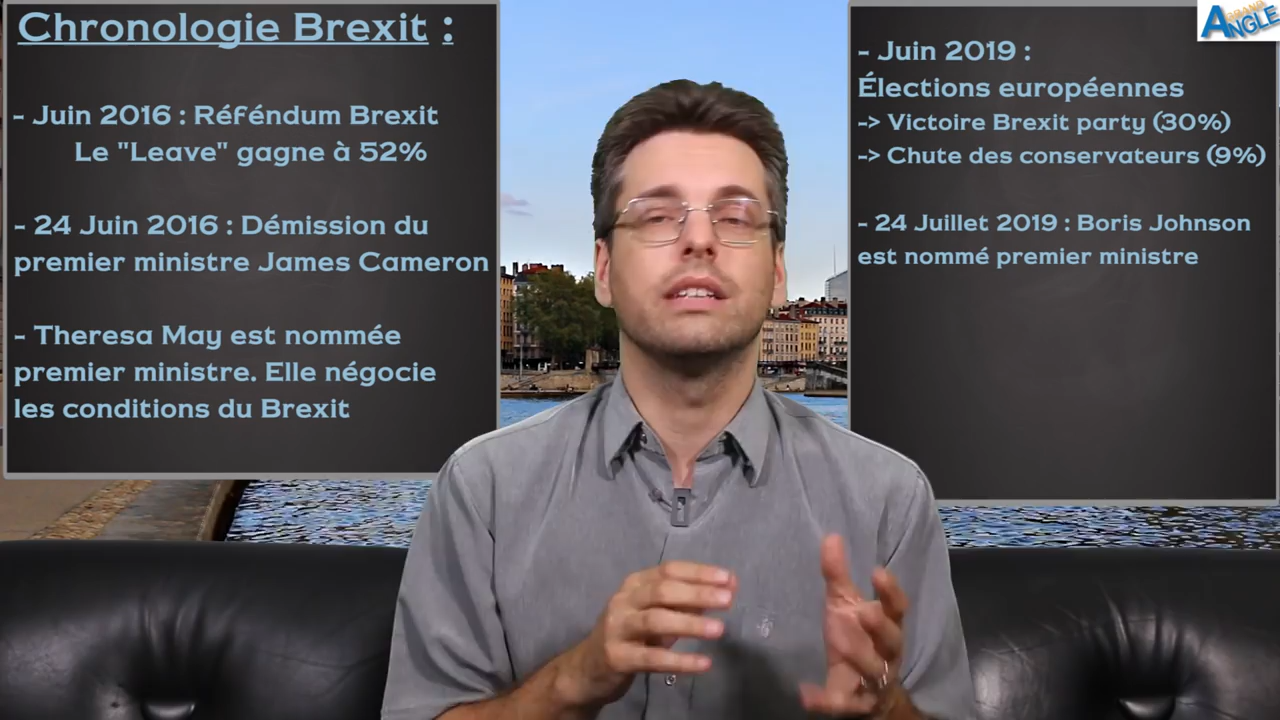 Chronologie Brexit :
- Juin 2016 : Référéndum Brexit
Le "Leave" gagne à 52%
- 24 Juin 2016 : Démission du
premier ministre James Cameron
- Theresa May est nommée
premier ministre. Elle négocie
les conditions du Brexit
- Juin 2019 :
Élections européennes
-> Victoire Brexit party (30%)
-> Chute des conservateurs (9%)
- 24 Juillet 2019 : Boris Johnson
est nommé premier ministre
GRAND
ANGLE